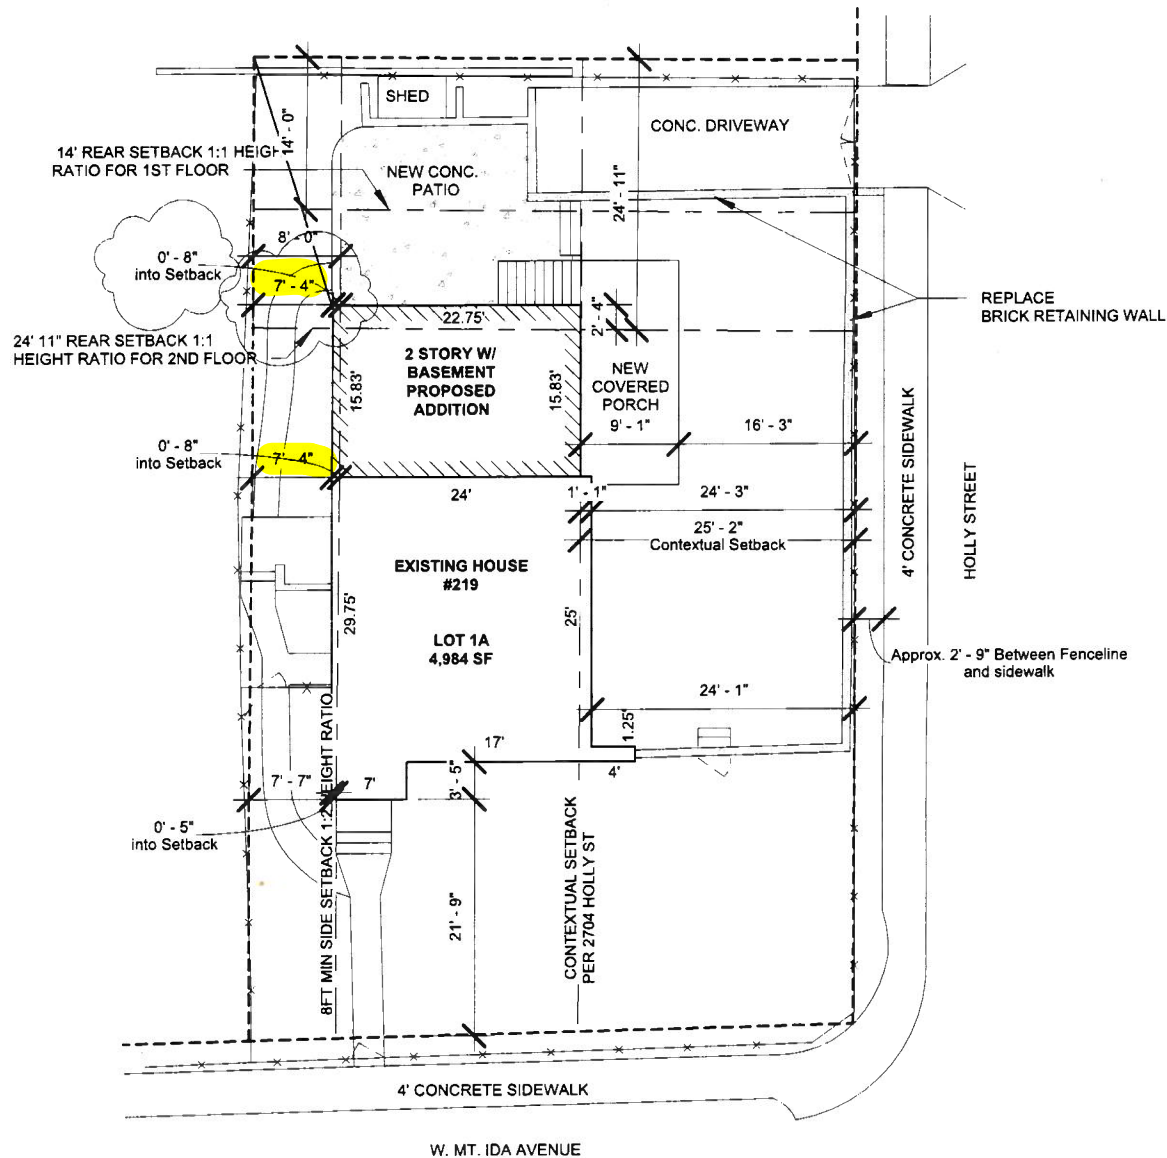 SHED
CONC. DRIVEWAY
14' - 0"
14' REAR SETBACK 1:1 HEIGHT
RATIO FOR 1ST FLOOR
NEW CONC.
PATIO
24' - 11"
8' - 0"
0' - 8"
into Setback
7' - 4"
REPLACE
BRICK RETAINING WALL
22.75'
2' - 4"
24' 11" REAR SETBACK 1:1
HEIGHT RATIO FOR 2ND FLOOR
2 STORY W/
BASEMENT
PROPOSED
ADDITION
15.83'
15.83'
NEW
COVERED
PORCH
9' - 1"
16' - 3"
0' - 8"
into Setback
7' - 4"
24'
1' - 1"
24' - 3"
25' - 2"
Contextual Setback
4' CONCRETE SIDEWALK
HOLLY STREET
EXISTING HOUSE
#219
LOT 1A
4,984 SF
29.75'
25'
Approx. 2' - 9" Between Fenceline
and sidewalk
24' - 1"
1.25'
17'
4'
7' - 7"
7'
3' - 5"
0' - 5"
into Setback
8FT MIN SIDE SETBACK 1:2 HEIGHT RATIO
21' - 9"
CONTEXTUAL SETBACK
PER 2704 HOLLY ST
4' CONCRETE SIDEWALK
W. MT. IDA AVENUE